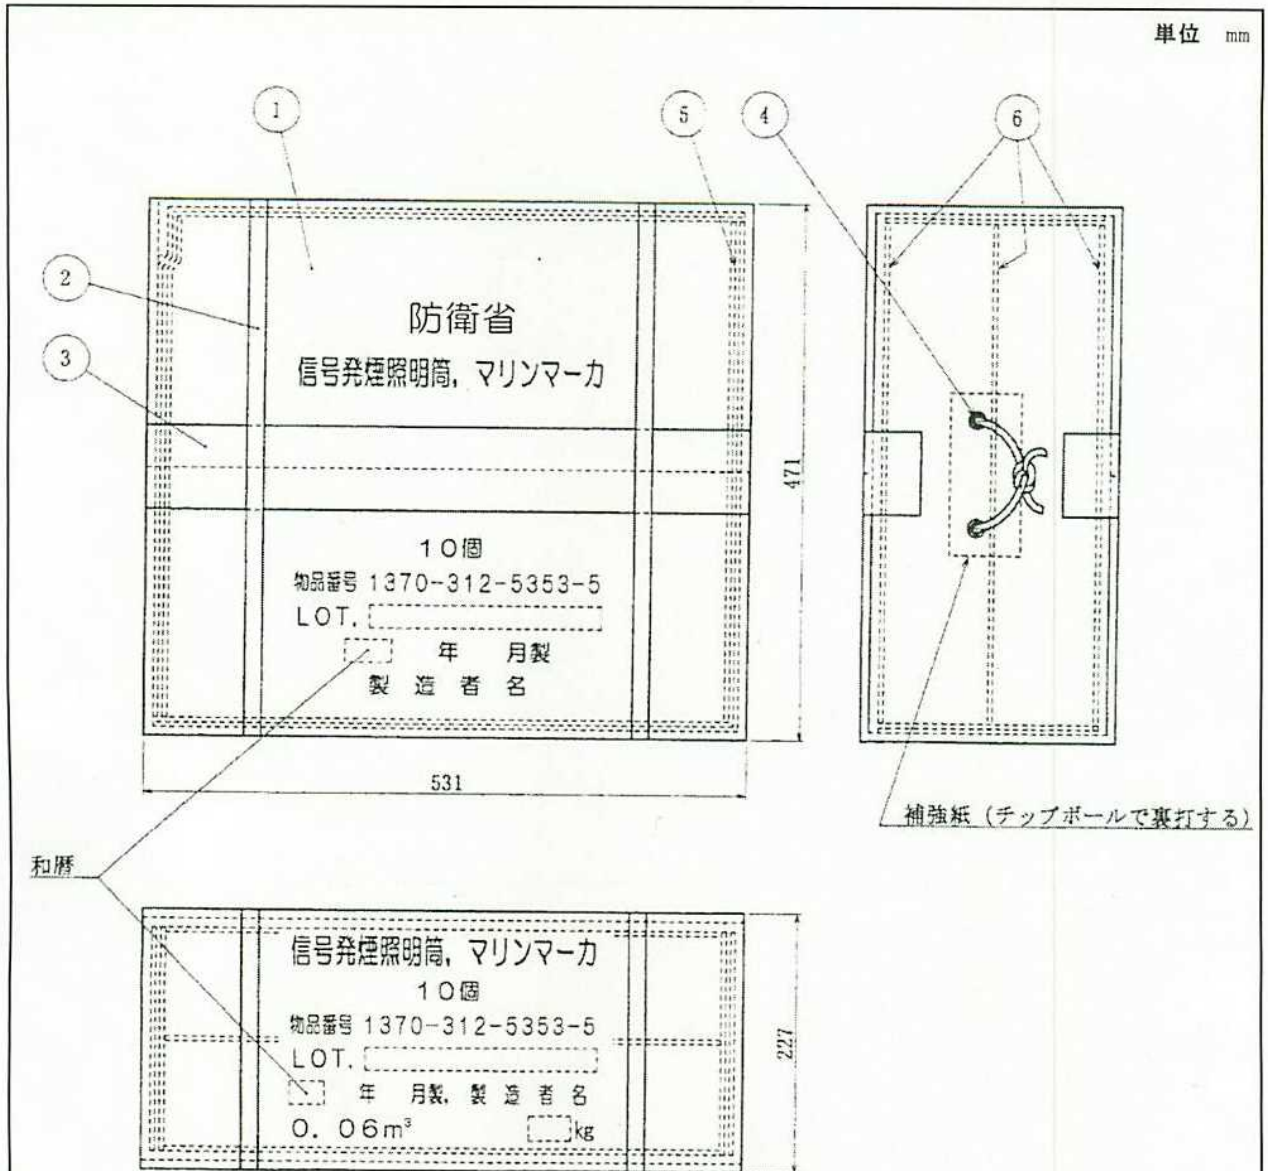 単位 mm
1
5
4
6
2
3
防衛省
信号発煙照明筒, マリンマーカ
10個
物品番号 1370-312-5353-5
LOT.
年 月製
製造者名
471
531
補強紙 (チップボールで裏打する)
和暦
信号発煙照明筒, マリンマーカ
10個
物品番号 1370-312-5353-5
LOT.
年 月製, 製造者名
0.06m³ kg
227